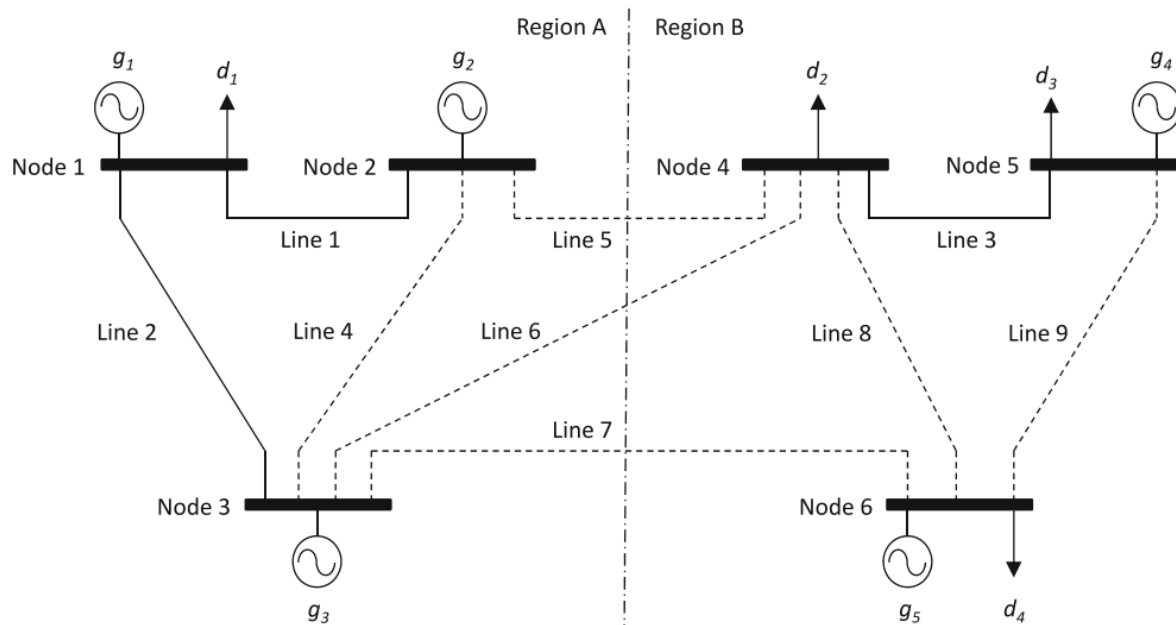 Region A
Region B
g1
d1
g2
d2
d3
g4
Node 1
Node 2
Node 4
Node 5
Line 1
Line 5
Line 3
Line 2
Line 4
Line 6
Line 8
Line 9
Line 7
Node 3
Node 6
g3
g5
d4